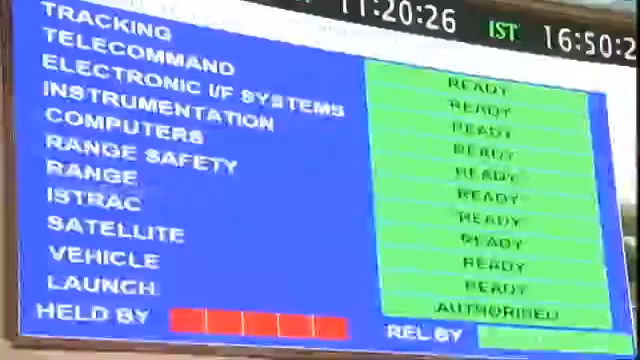 11:20:26 IST 16:50:2
TRACKING READY
TELECOMMAND READY
ELECTRONIC I/F SYSTEMS READY
INSTRUMENTATION READY
COMPUTERS READY
RANGE SAFETY READY
RANGE READY
ISTRAC READY
SATELLITE READY
VEHICLE READY
LAUNCH AUTHORISED
HELD BY REL.BY